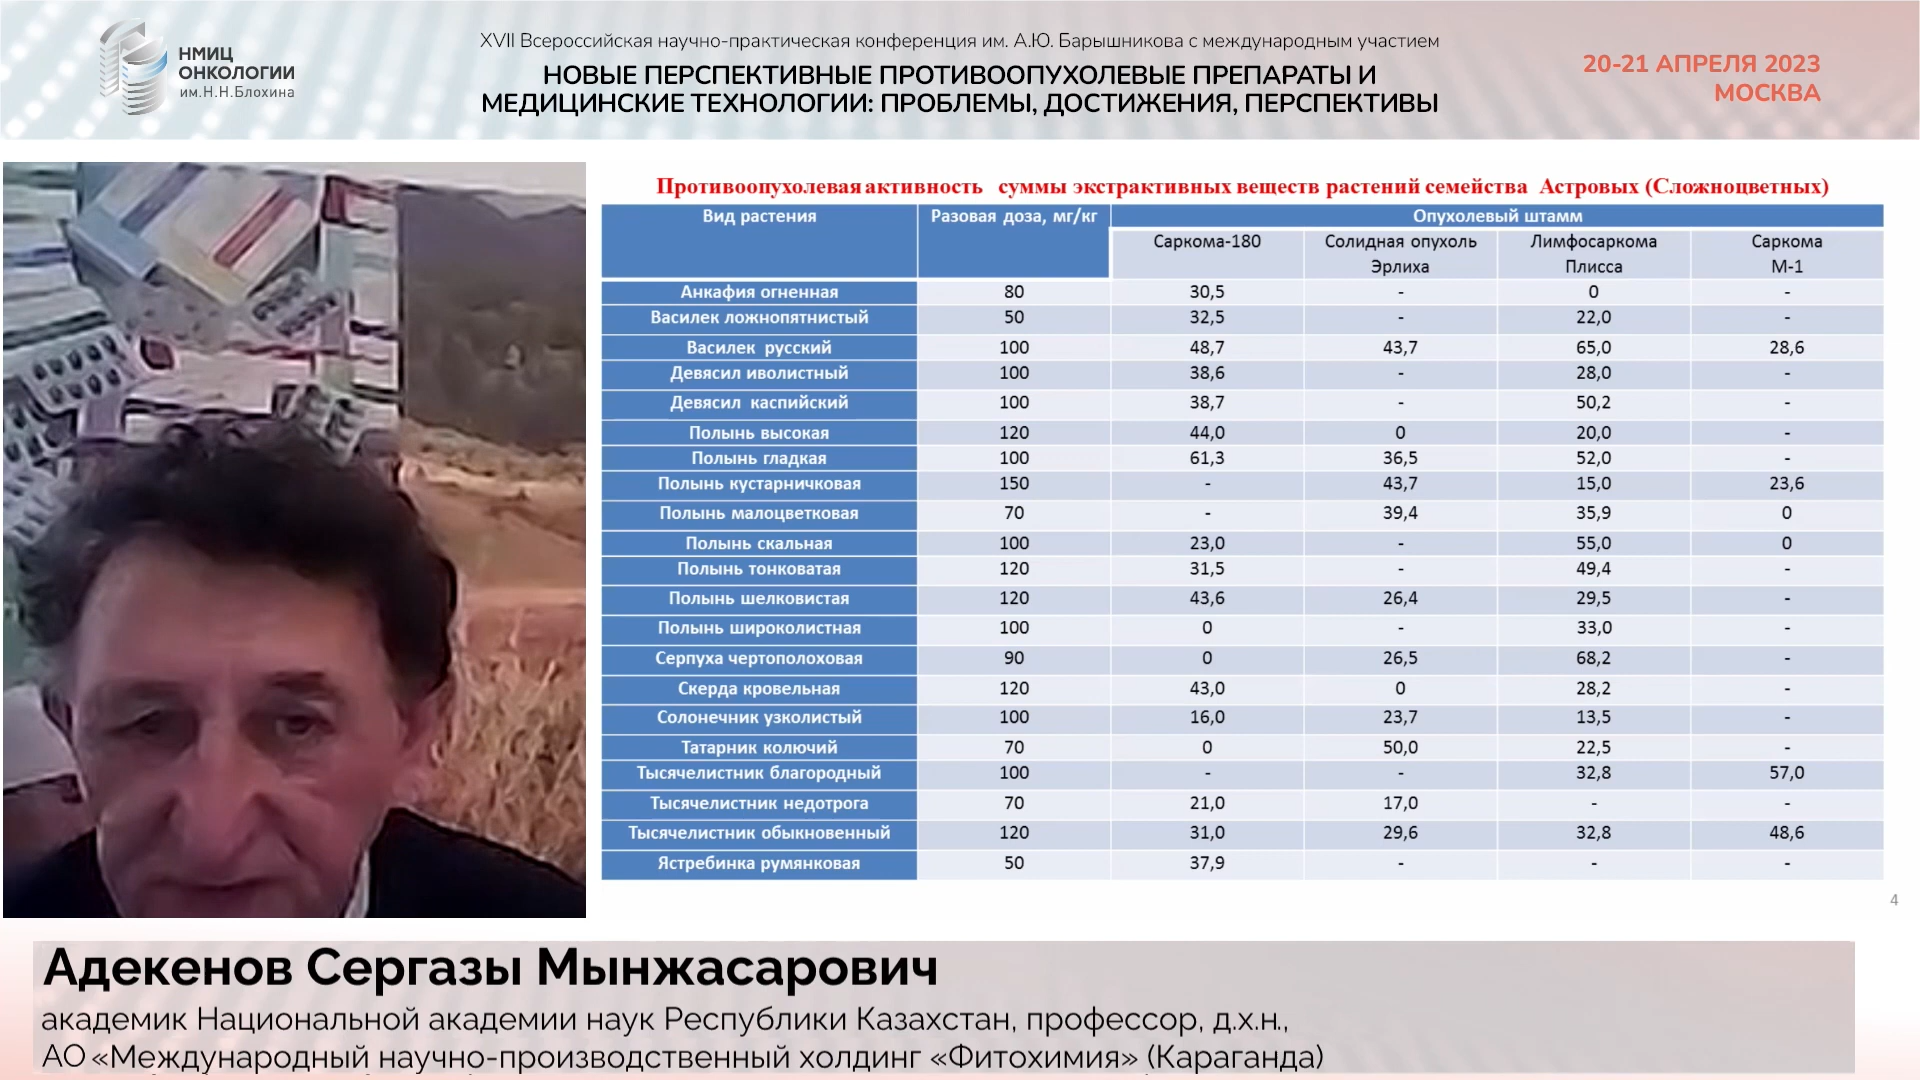 НМИЦ
ОНКОЛОГИИ
им.Н.Н.Блохина
XVII Всероссийская научно-практическая конференция им. А.Ю. Барышникова с международным участием
НОВЫЕ ПЕРСПЕКТИВНЫЕ ПРОТИВООПУХОЛЕВЫЕ ПРЕПАРАТЫ И
МЕДИЦИНСКИЕ ТЕХНОЛОГИИ: ПРОБЛЕМЫ, ДОСТИЖЕНИЯ, ПЕРСПЕКТИВЫ
20-21 АПРЕЛЯ 2023
МОСКВА
Противоопухолевая активность суммы экстрактивных веществ растений семейства Астровых (Сложноцветных)
Вид растения Разовая доза, мг/кг Опухолевый штамм
Саркома-180 Солидная опухоль Лимфосаркома Саркома
Эрлиха Плисса М-1
Анкафия огненная 80 30,5 - 0 -
Василек ложнопятнистый 50 32,5 - 22,0 -
Василек русский 100 48,7 43,7 65,0 28,6
Девясил иволистный 100 38,6 - 28,0 -
Девясил каспийский 100 38,7 - 50,2 -
Полынь высокая 120 44,0 0 20,0 -
Полынь гладкая 100 61,3 36,5 52,0 -
Полынь кустарничковая 150 - 43,7 15,0 23,6
Полынь малоцветковая 70 - 39,4 35,9 0
Полынь скальная 100 23,0 - 55,0 0
Полынь тонковатая 120 31,5 - 49,4 -
Полынь шелковистая 120 43,6 26,4 29,5 -
Полынь широколистная 100 0 - 33,0 -
Серпуха чертополоховая 90 0 26,5 68,2 -
Скерда кровельная 120 43,0 0 28,2 -
Солонечник узколистый 100 16,0 23,7 13,5 -
Татарник колючий 70 0 50,0 22,5 -
Тысячелистник благородный 100 - - 32,8 57,0
Тысячелистник недотрога 70 21,0 17,0 - -
Тысячелистник обыкновенный 120 31,0 29,6 32,8 48,6
Ястребинка румянковая 50 37,9 - - -
4
Адекенов Сергазы Мынжасарович
академик Национальной академии наук Республики Казахстан, профессор, д.х.н.,
АО «Международный научно-производственный холдинг «Фитохимия» (Караганда)